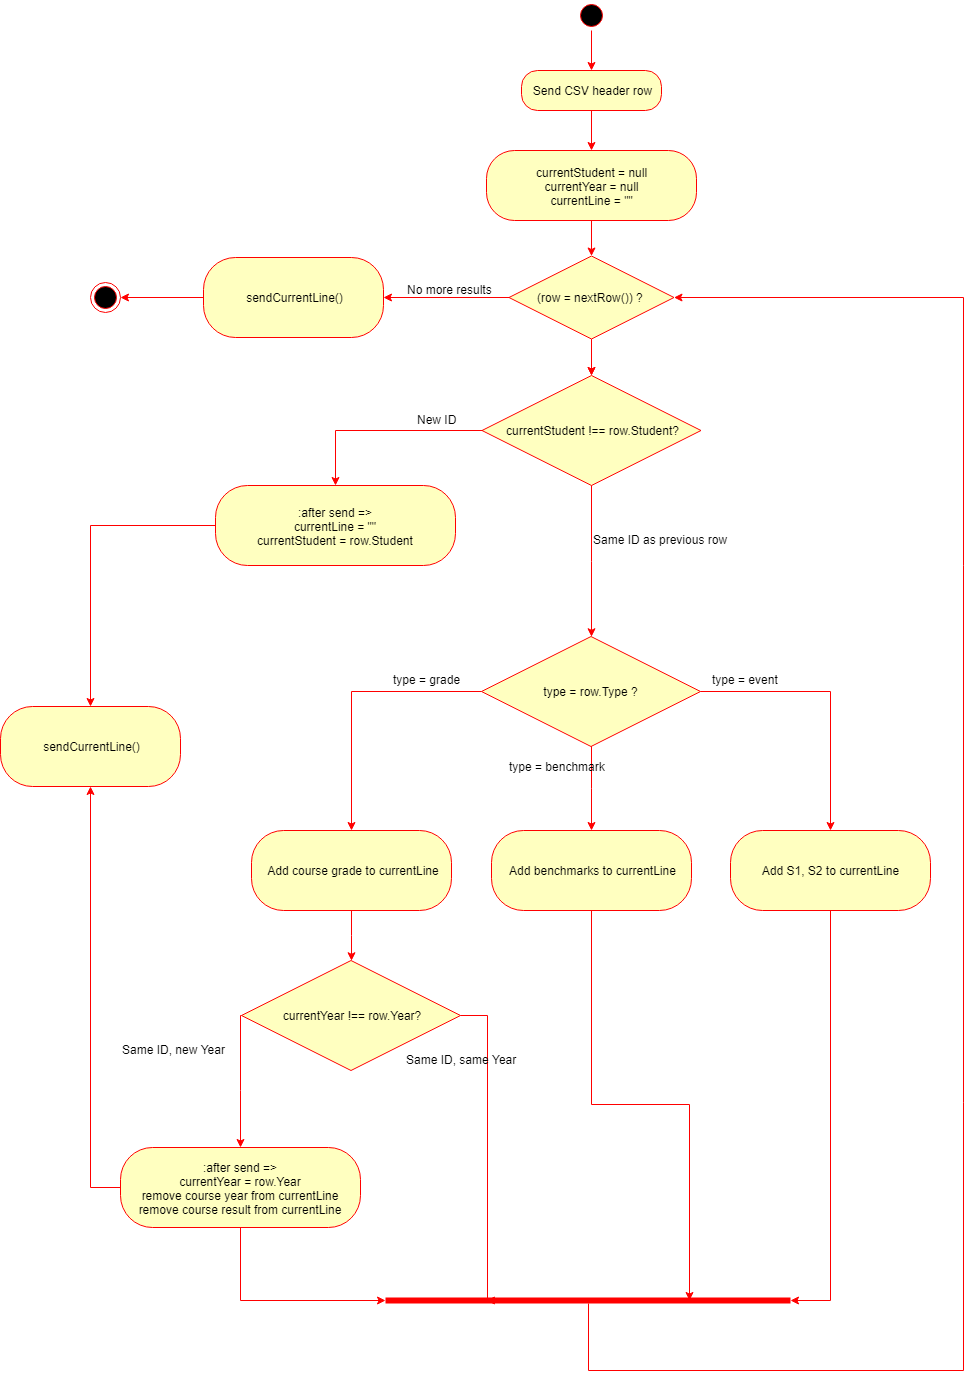 Send CSV header row
currentStudent = null
currentYear = null
currentLine = ""
(row = nextRow()) ?
No more results
sendCurrentLine()
currentStudent !== row.Student?
New ID
:after send =>
currentLine = ""
currentStudent = row.Student
Same ID as previous row
type = row.Type ?
type = grade
type = event
type = benchmark
sendCurrentLine()
Add course grade to currentLine
Add benchmarks to currentLine
Add S1, S2 to currentLine
currentYear !== row.Year?
Same ID, new Year
Same ID, same Year
:after send =>
currentYear = row.Year
remove course year from currentLine
remove course result from currentLine